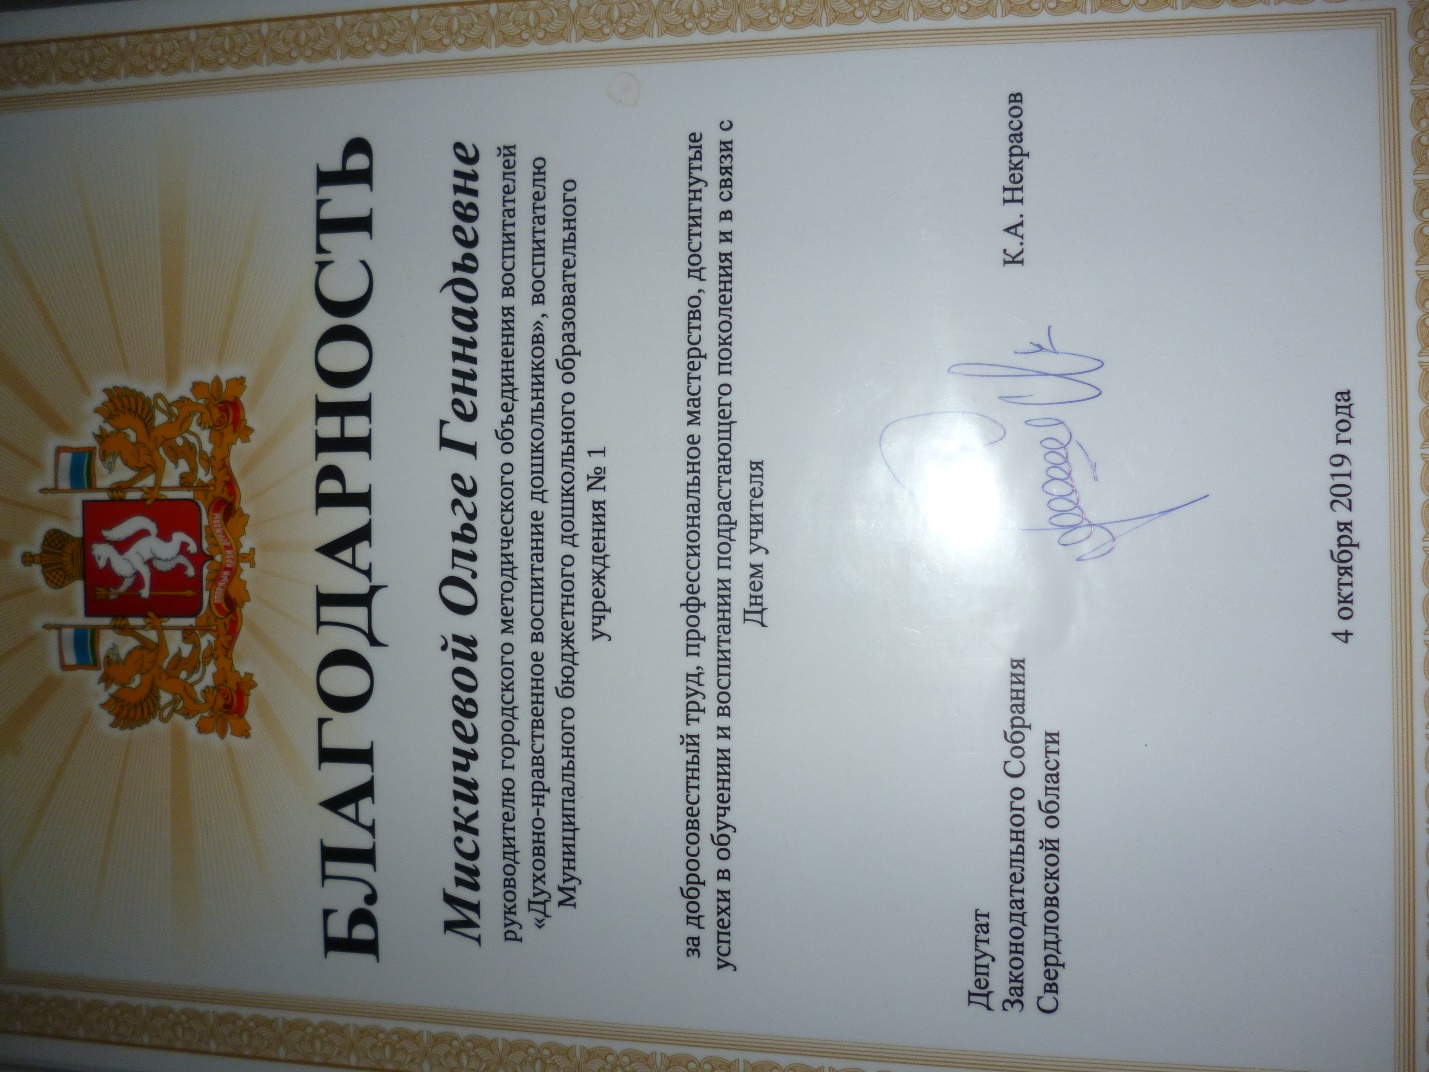 БЛАГОДАРНОСТЬ
Мискичевой Ольге Геннадьевне
руководителю городского методического объединения воспитателей
«Духовно-нравственное воспитание дошкольников», воспитателю
Муниципального бюджетного дошкольного образовательного
учреждения № 1
за добросовестный труд, профессиональное мастерство, достигнутые
успехи в обучении и воспитании подрастающего поколения и в связи с
Днем учителя
Депутат
Законодательного Собрания
Свердловской области
К.А. Некрасов
4 октября 2019 года